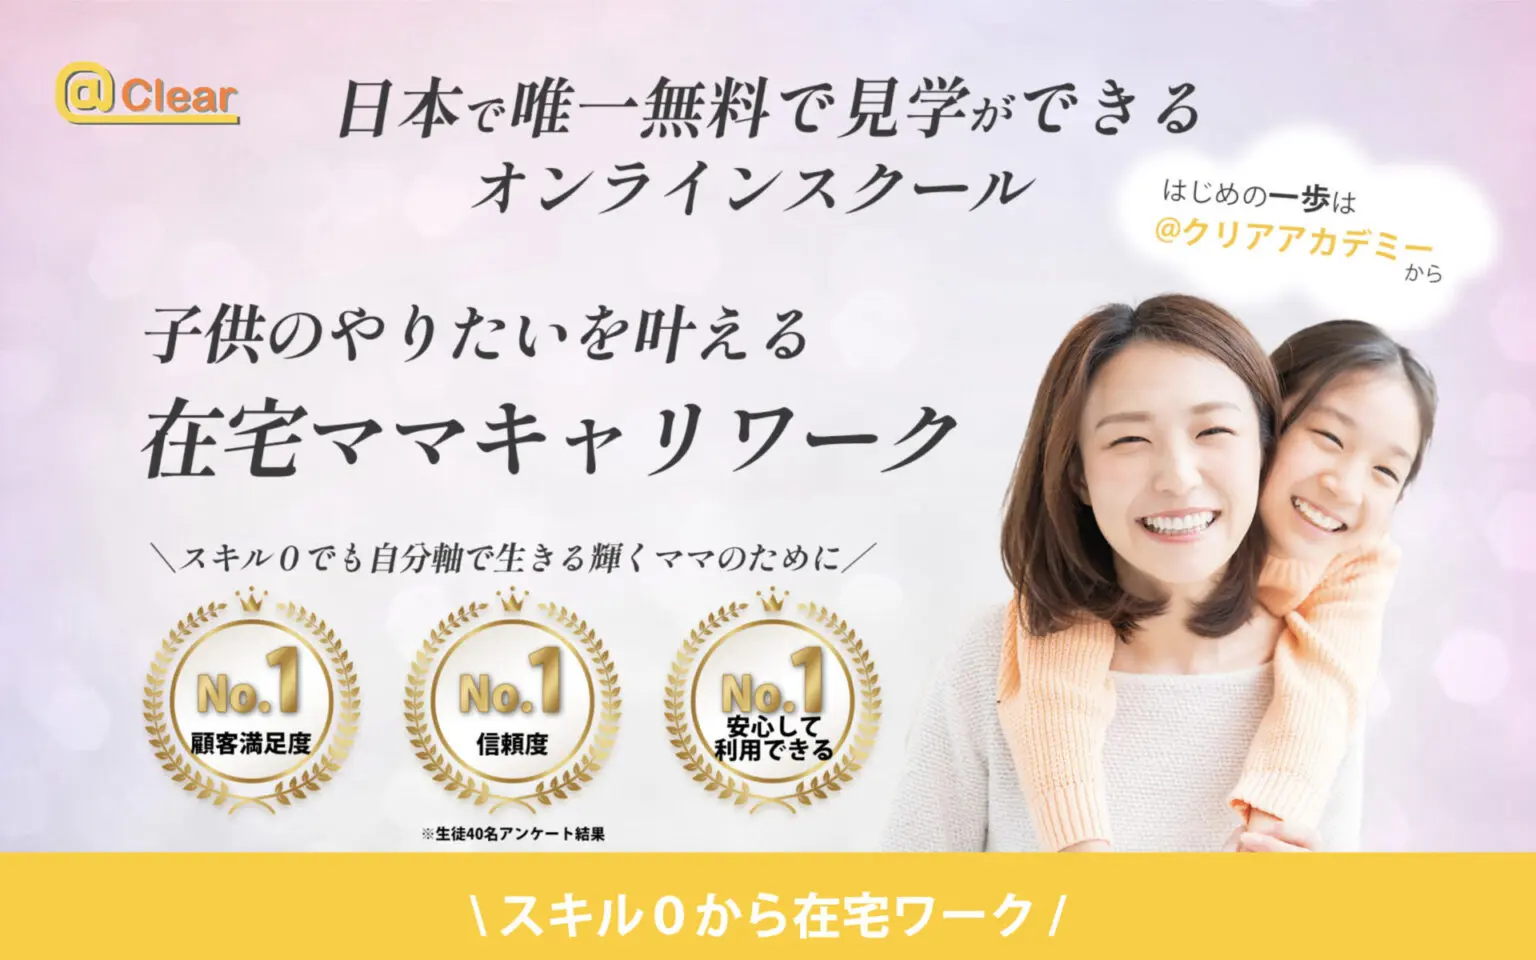 @Clear
日本で唯一無料で見学ができる
オンラインスクール
はじめの一歩は
@クリアアカデミー
から
子供のやりたいを叶える
在宅ママキャリワーク
＼スキル０でも自分軸で生きる輝くママのために／
No.1
顧客満足度
No.1
信頼度
No.1
安心して
利用できる
※生徒40名アンケート結果
\ スキル０から在宅ワーク /